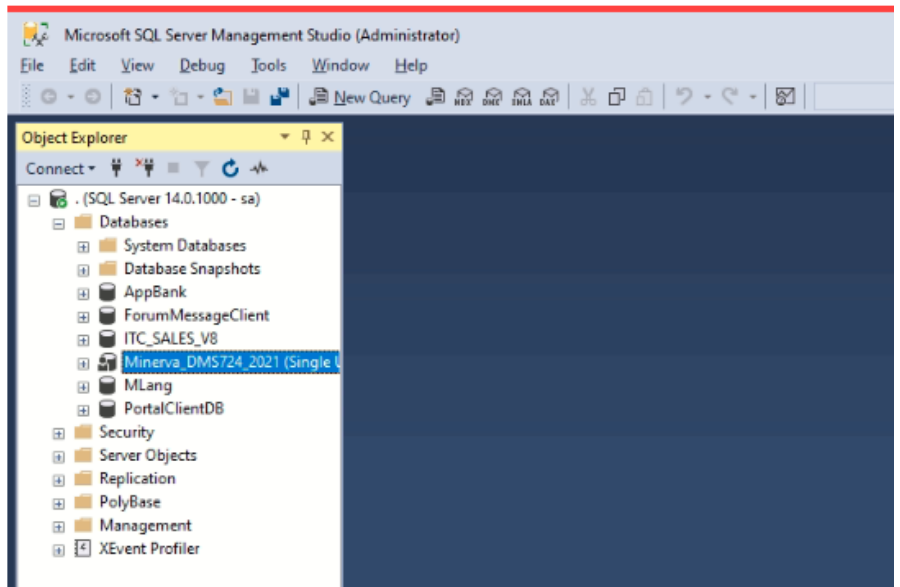 Microsoft SQL Server Management Studio (Administrator)
File Edit View Debug Tools Window Help
New Query MDX DMX XMLA DAX
Object Explorer
Connect
. (SQL Server 14.0.1000 - sa)
Databases
System Databases
Database Snapshots
AppBank
ForumMessageClient
ITC_SALES_V8
Minerva_DMS724_2021 (Single U
MLang
PortalClientDB
Security
Server Objects
Replication
PolyBase
Management
XEvent Profiler